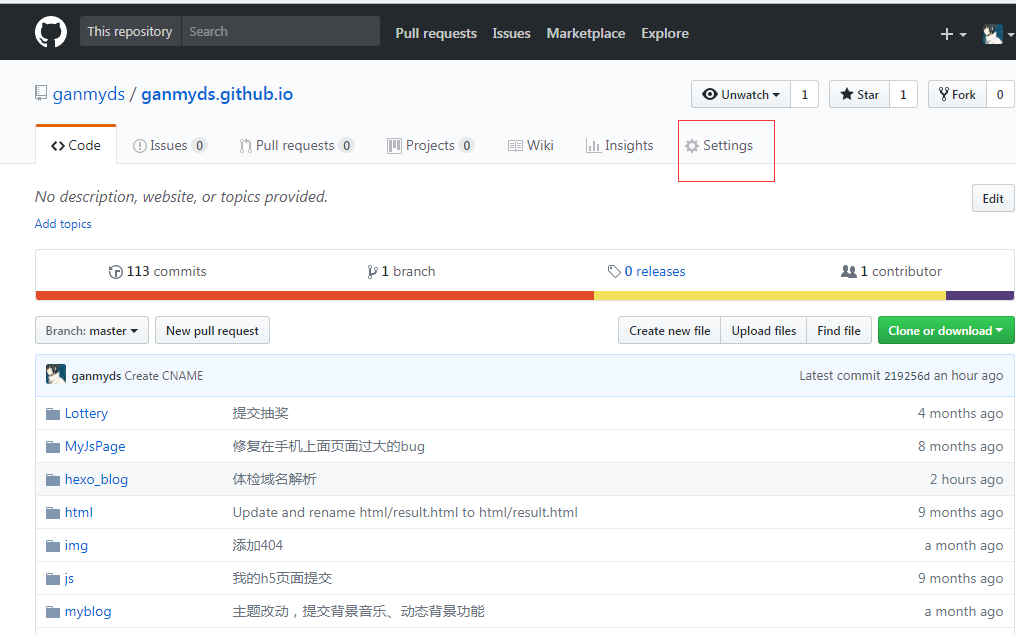 This repository Search Pull requests Issues Marketplace Explore
ganmyds / ganmyds.github.io Unwatch 1 Star 1 Fork 0
Code Issues 0 Pull requests 0 Projects 0 Wiki Insights Settings
No description, website, or topics provided. Edit
Add topics
113 commits 1 branch 0 releases 1 contributor
Branch: master New pull request Create new file Upload files Find file Clone or download
ganmyds Create CNAME Latest commit 219256d an hour ago
Lottery 提交抽奖 4 months ago
MyJsPage 修复在手机上面页面过大的bug 8 months ago
hexo_blog 体检域名解析 2 hours ago
html Update and rename html/result.html to html/result.html 9 months ago
img 添加404 a month ago
js 我的h5页面提交 9 months ago
myblog 主题改动，提交背景音乐、动态背景功能 a month ago